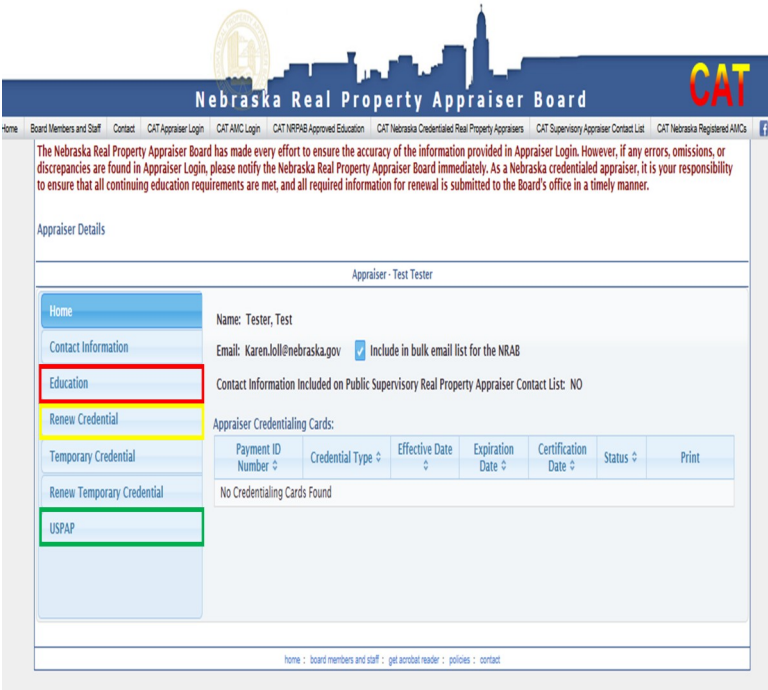 Nebraska Real Property Appraiser Board
CAT
Home Board Members and Staff Contact CAT Appraiser Login CAT AMC Login CAT NRPAB Approved Education CAT Nebraska Credentialed Real Property Appraisers CAT Supervisory Appraiser Contact List CAT Nebraska Registered AMCs f
The Nebraska Real Property Appraiser Board has made every effort to ensure the accuracy of the information provided in Appraiser Login. However, if any errors, omissions, or
discrepancies are found in Appraiser Login, please notify the Nebraska Real Property Appraiser Board immediately. As a Nebraska credentialed appraiser, it is your responsibility
to ensure that all continuing education requirements are met, and all required information for renewal is submitted to the Board's office in a timely manner.
Appraiser Details
Appraiser - Test Tester
Home
Contact Information
Education
Renew Credential
Temporary Credential
Renew Temporary Credential
USPAP
Name: Tester, Test
Email: Karen.loll@nebraska.gov Include in bulk email list for the NRAB
Contact Information Included on Public Supervisory Real Property Appraiser Contact List: NO
Appraiser Credentialing Cards:
Payment ID Number Credential Type Effective Date Expiration Date Certification Date Status Print
No Credentialing Cards Found
home : board members and staff : get acrobat reader : policies : contact